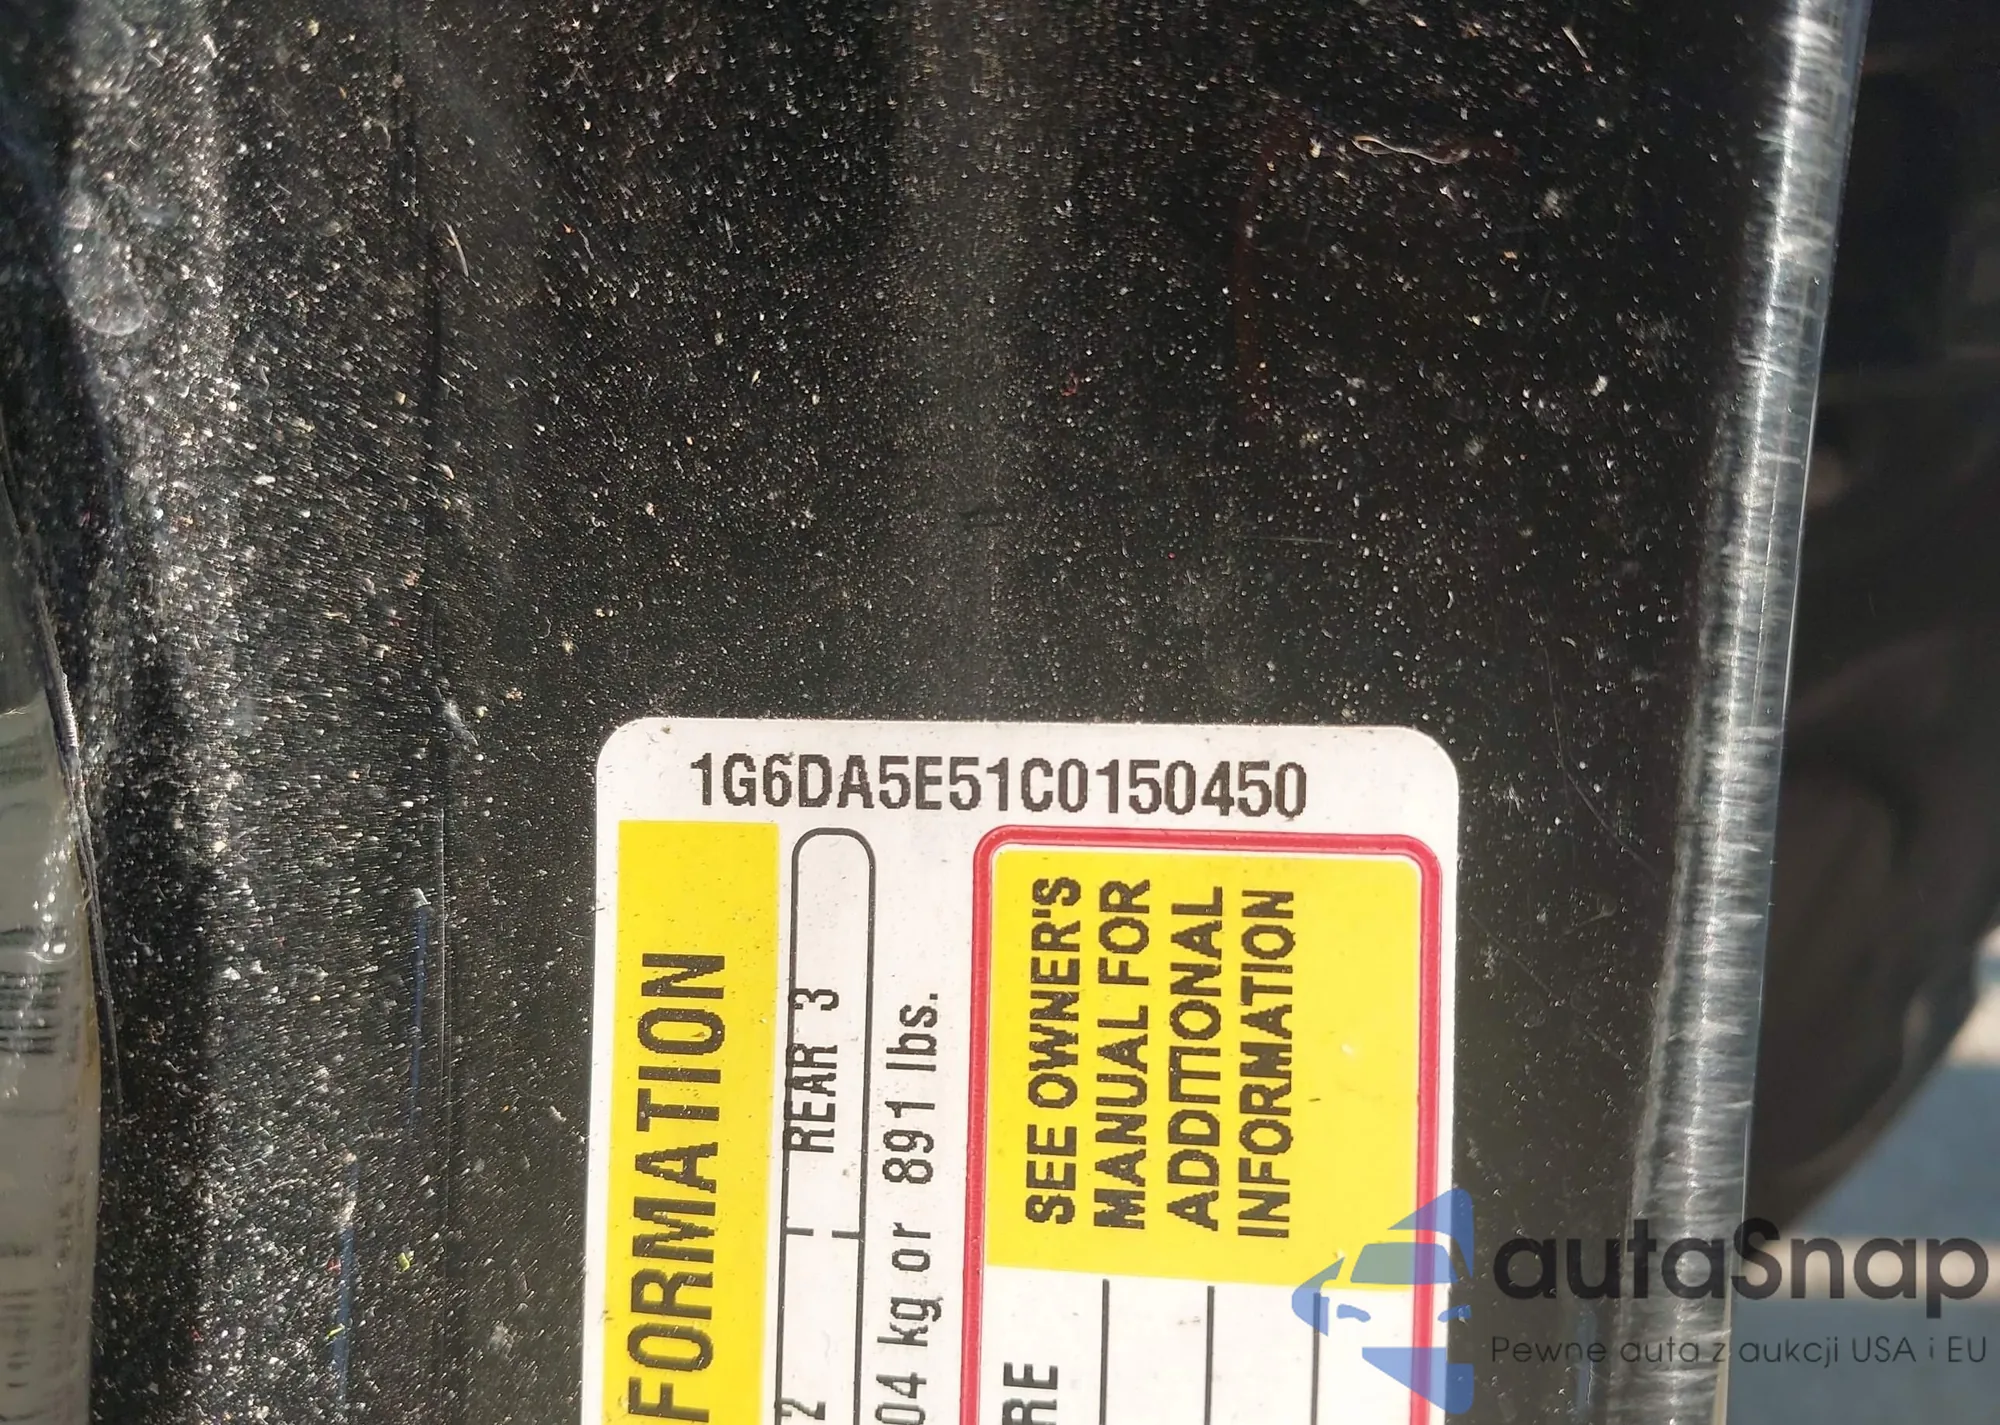 1G6DA5E51C0150450
FORMATION
2 REAR 3
04 kg or 891 lbs.
SEE OWNER'S
MANUAL FOR
ADDITIONAL
INFORMATION
RE
autaSnap
Pewne auta z aukcji USA i EU